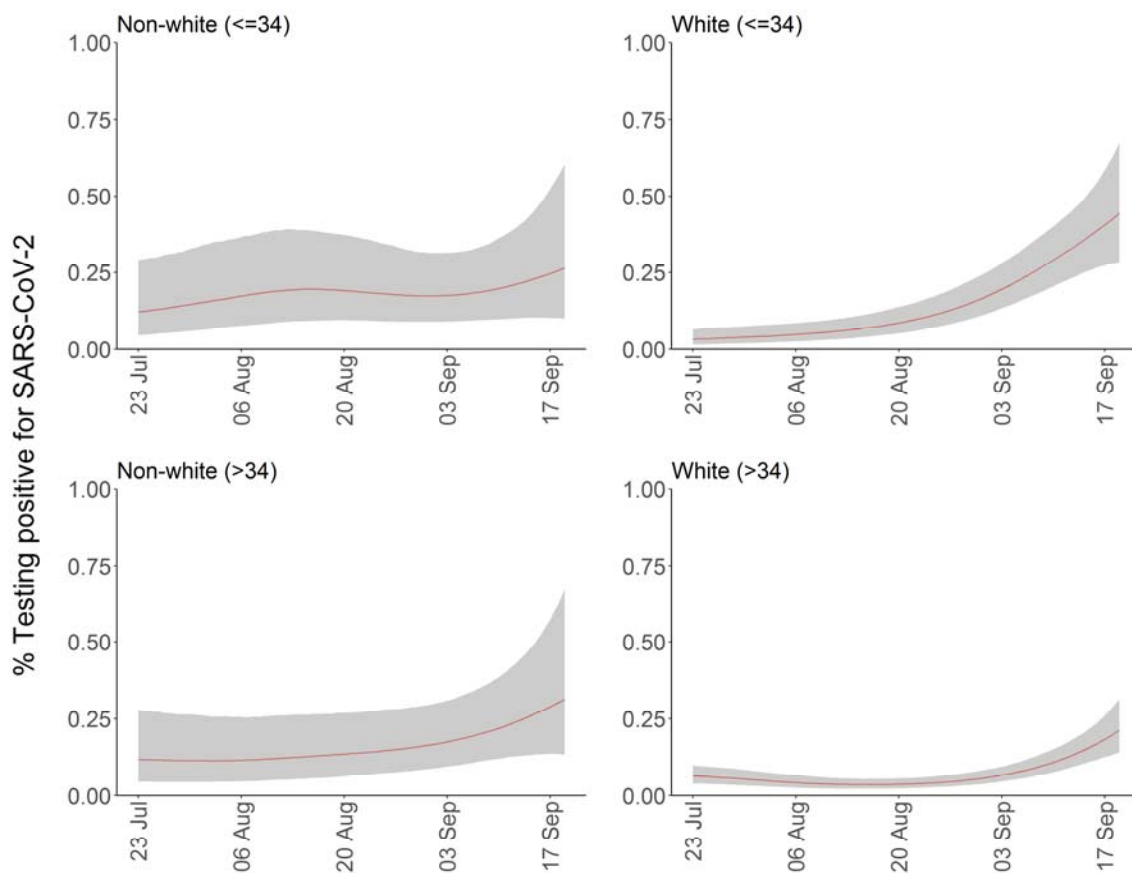 % Testing positive for SARS-CoV-2
Non-white (<=34)
1.00
0.75
0.50
0.25
0.00
23 Jul
06 Aug
20 Aug
03 Sep
17 Sep
White (<=34)
1.00
0.75
0.50
0.25
0.00
23 Jul
06 Aug
20 Aug
03 Sep
17 Sep
Non-white (>34)
1.00
0.75
0.50
0.25
0.00
23 Jul
06 Aug
20 Aug
03 Sep
17 Sep
White (>34)
1.00
0.75
0.50
0.25
0.00
23 Jul
06 Aug
20 Aug
03 Sep
17 Sep